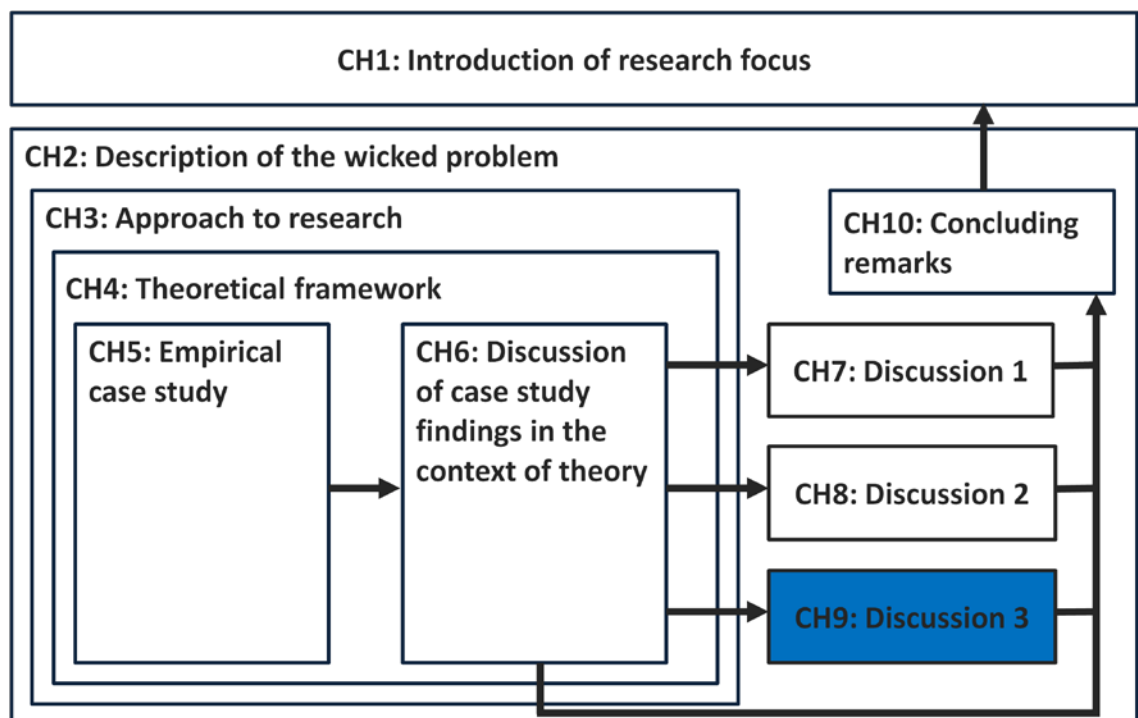 CH1: Introduction of research focus
CH2: Description of the wicked problem
CH3: Approach to research
CH4: Theoretical framework
CH5: Empirical
case study
CH6: Discussion
of case study
findings in the
context of theory
CH10: Concluding
remarks
CH7: Discussion 1
CH8: Discussion 2
CH9: Discussion 3